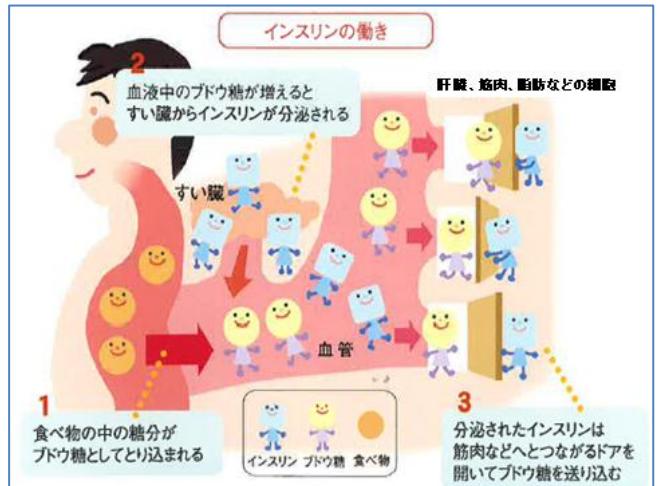 インスリンの働き
2
血液中のブドウ糖が増えると
すい臓からインスリンが分泌される
肝臓、筋肉、脂肪などの細胞
すい臓
血管
1
食べ物の中の糖分が
ブドウ糖としてとり込まれる
インスリン ブドウ糖 食べ物
3
分泌されたインスリンは
筋肉などへとつながるドアを
開いてブドウ糖を送り込む